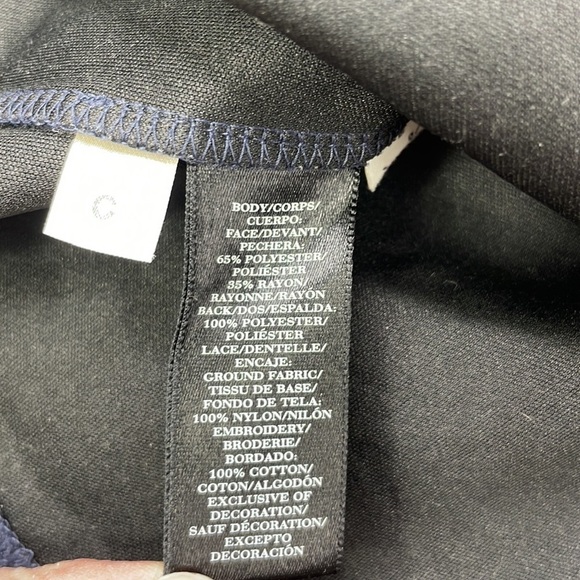 BODY/CORPS/
CUERPO:
FACE/DEVANT/
PECHERA:
65% POLYESTER/
POLIÉSTER
35% RAYON/
RAYONNE/RAYÓN
BACK/DOS/ESPALDA:
100% POLYESTER/
POLIÉSTER
LACE/DENTELLE/
ENCAJE:
GROUND FABRIC/
TISSU DE BASE/
FONDO DE TELA:
100% NYLON/NILÓN
EMBROIDERY/
BRODERIE/
BORDADO:
100% COTTON/
COTON/ALGODÓN
EXCLUSIVE OF
DECORATION/
SAUF DÉCORATION/
EXCEPTO
DECORACIÓN